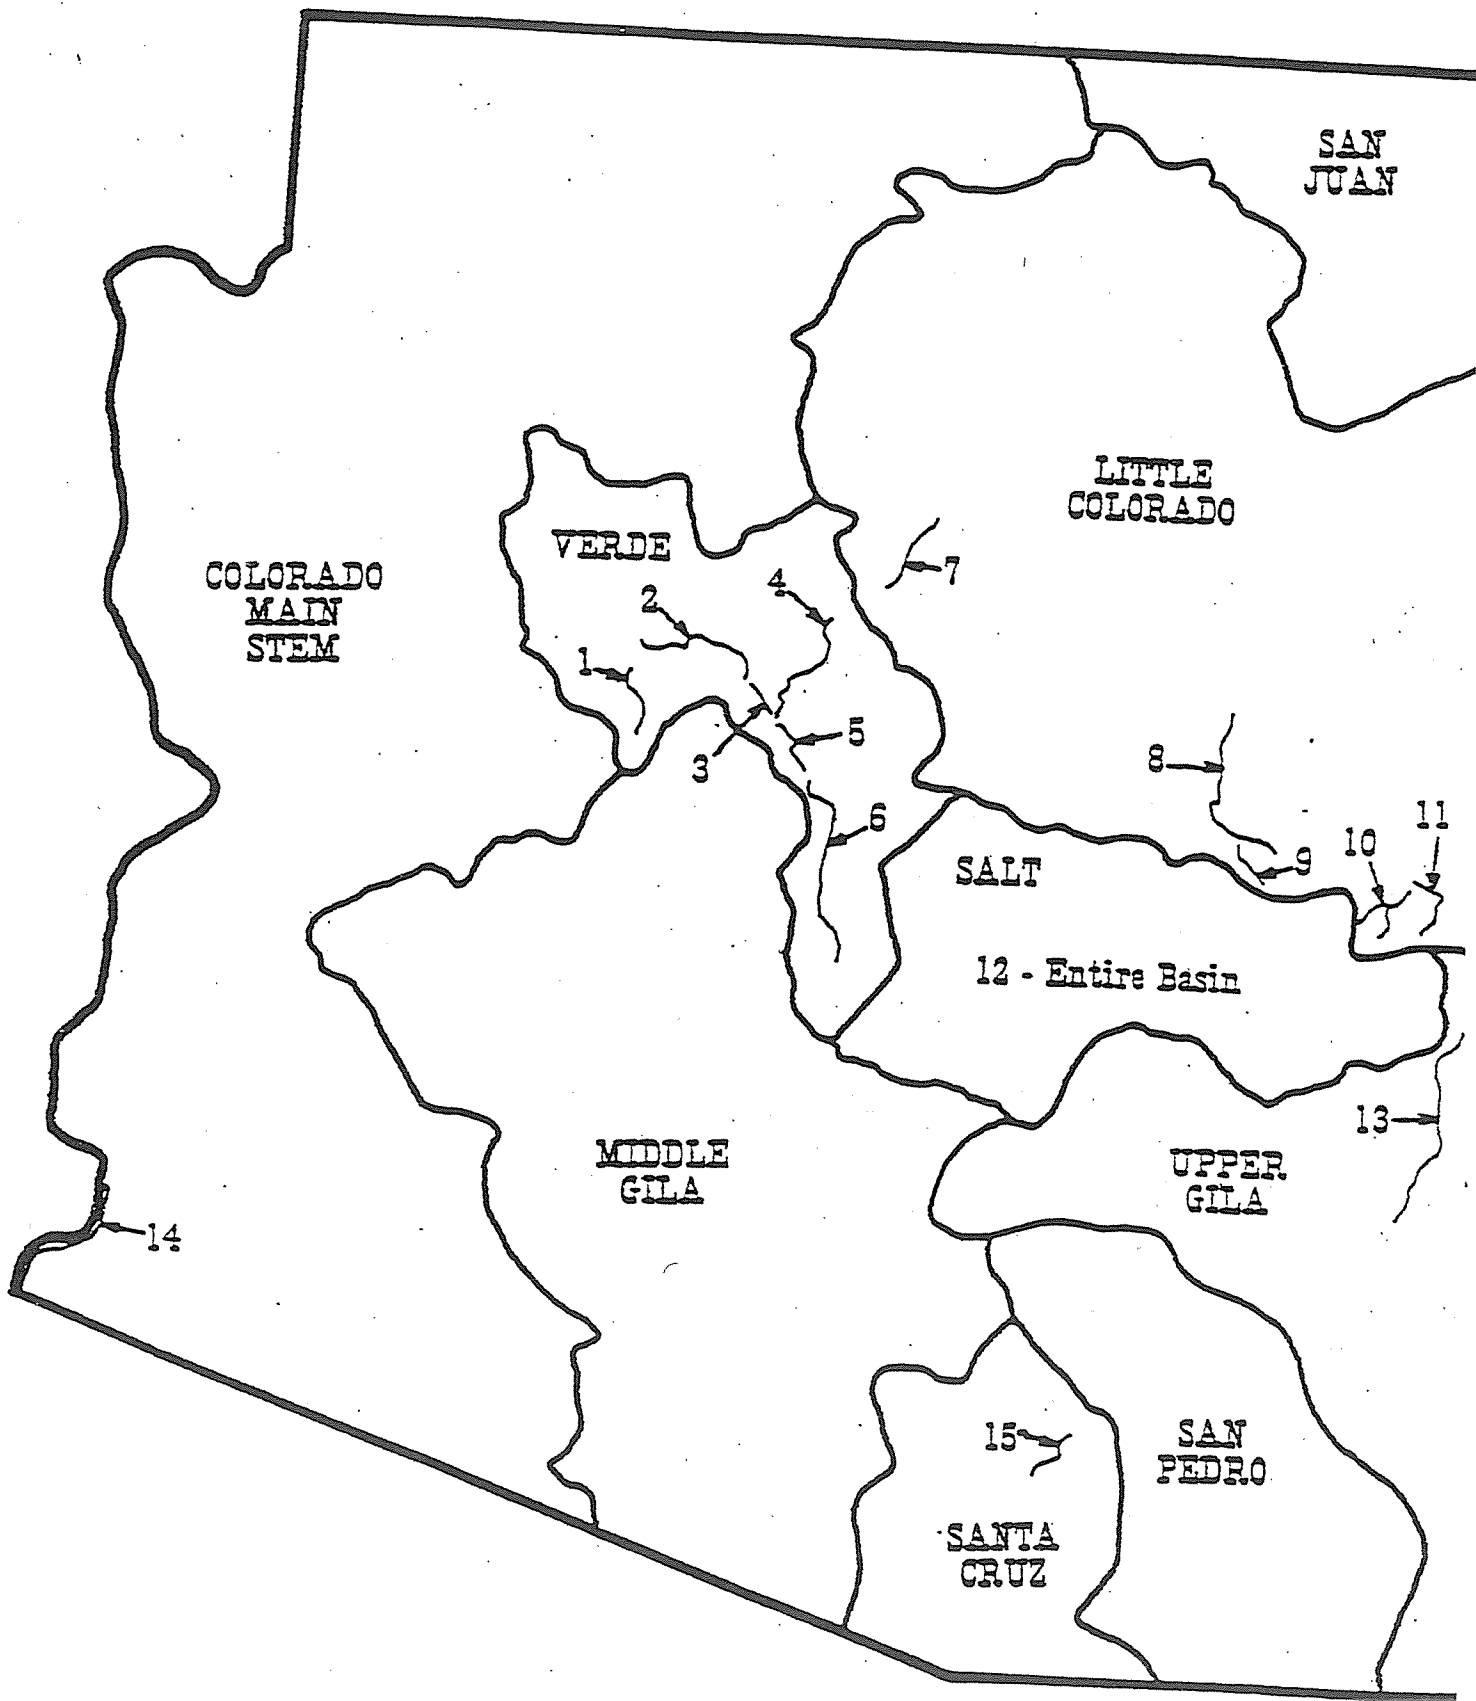 SAN
JUAN
LITTLE
COLORADO
7
VERDE
COLORADO
MAIN
STEM
2
4
1
3
5
6
8
9
10
11
SALT
12 - Entire Basin
13
MIDDLE
GILA
UPPER
GILA
14
15
SAN
PEDRO
SANTA
CRUZ